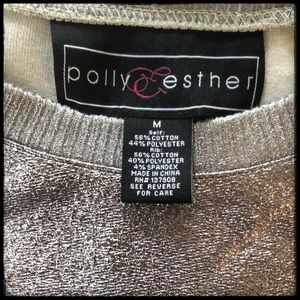 polly & esther
M
Self:
56% COTTON
44% POLYESTER
Rib:
56% COTTON
40% POLYESTER
4% SPANDEX
MADE IN CHINA
RN# 137908
SEE REVERSE
FOR CARE